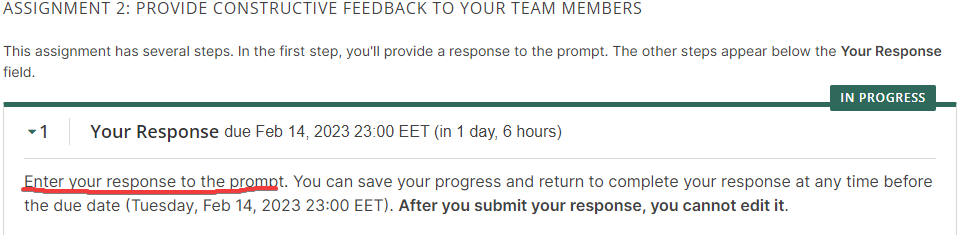 ASSIGNMENT 2: PROVIDE CONSTRUCTIVE FEEDBACK TO YOUR TEAM MEMBERS
This assignment has several steps. In the first step, you'll provide a response to the prompt. The other steps appear below the Your Response
field.
IN PROGRESS
1 Your Response due Feb 14, 2023 23:00 EET (in 1 day, 6 hours)
Enter your response to the prompt. You can save your progress and return to complete your response at any time before
the due date (Tuesday, Feb 14, 2023 23:00 EET). After you submit your response, you cannot edit it.